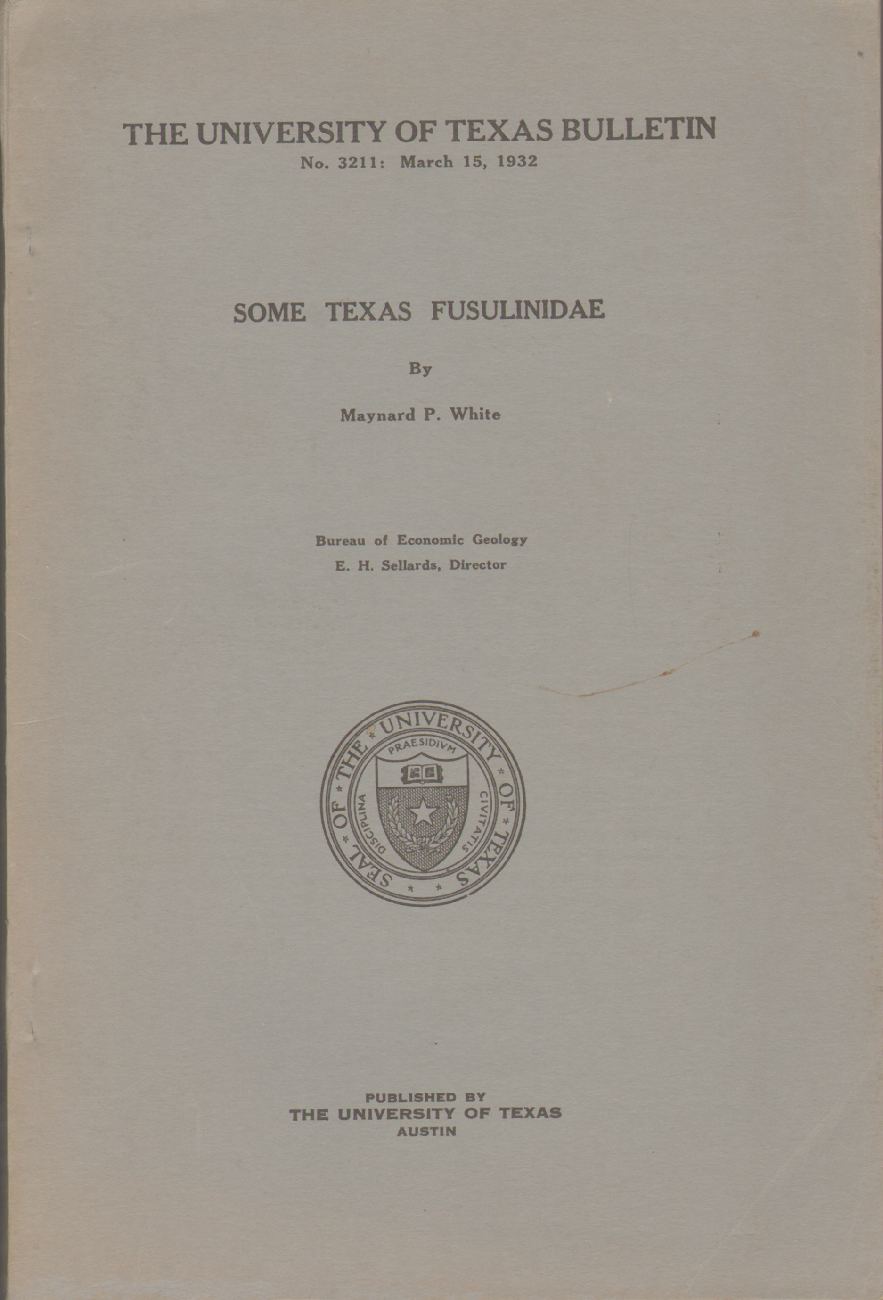 THE UNIVERSITY OF TEXAS BULLETIN
No. 3211: March 15, 1932
SOME TEXAS FUSULINIDAE
By
Maynard P. White
Bureau of Economic Geology
E. H. Sellards, Director
SEAL * OF * THE * UNIVERSITY * OF * TEXAS * *
PRAESIDIVM
DISCIPLINA
CIVITATIS
PUBLISHED BY
THE UNIVERSITY OF TEXAS
AUSTIN